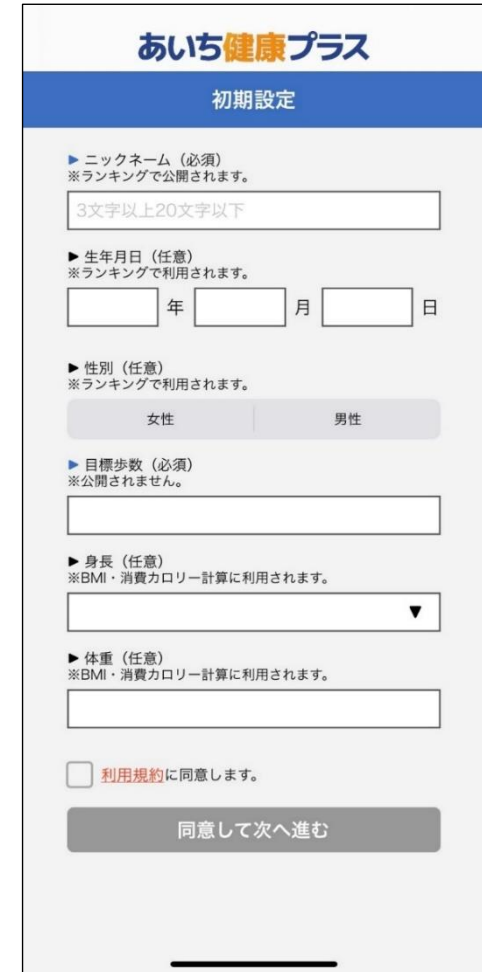 あいち健康プラス
初期設定
▶ ニックネーム（必須）
※ランキングで公開されます。
3文字以上20文字以下
▶ 生年月日（任意）
※ランキングで利用されます。
年 月 日
▶ 性別（任意）
※ランキングで利用されます。
女性 男性
▶ 目標歩数（必須）
※公開されません。
▶ 身長（任意）
※BMI・消費カロリー計算に利用されます。
▼
▶ 体重（任意）
※BMI・消費カロリー計算に利用されます。
利用規約に同意します。
同意して次へ進む